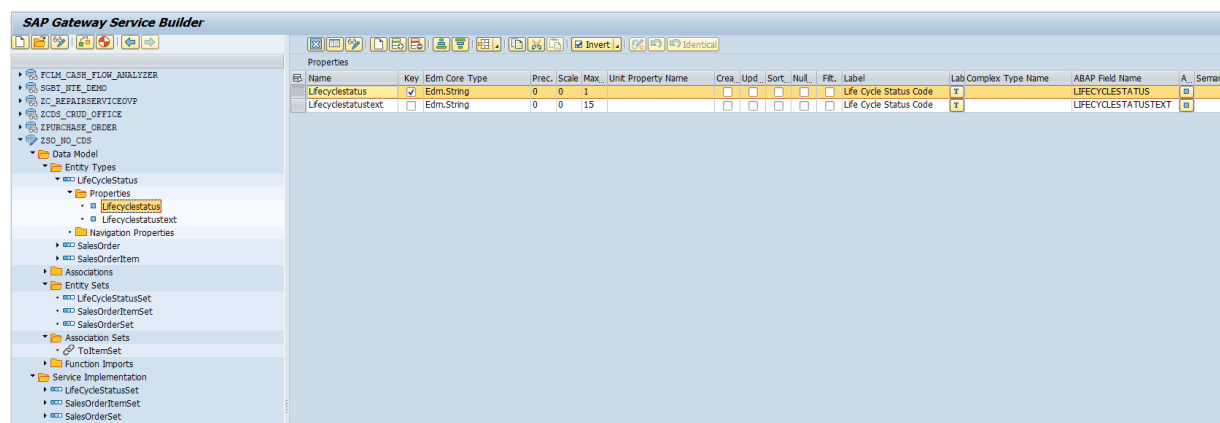 SAP Gateway Service Builder
Invert
Identical
Properties
Name Key Edm Core Type Prec. Scale Max... Unit Property Name Crea... Upd... Sort... Null... Filt. Label Lab Complex Type Name ABAP Field Name A... Seman
Lifecyclestatus Edm.String 0 0 1 Life Cycle Status Code T LIFECYCLESTATUS
Lifecyclestatustext Edm.String 0 0 15 Life Cycle Status Code T LIFECYCLESTATUSTEXT
FCLM_CASH_FLOW_ANALYZER
SGBT_NTE_DEMO
ZC_REPAIRSERVICEOVP
ZCDS_CRUD_OFFICE
ZPURCHASE_ORDER
ZSO_NO_CDS
Data Model
Entity Types
LifeCycleStatus
Properties
Lifecyclestatus
Lifecyclestatustext
Navigation Properties
SalesOrder
SalesOrderItem
Associations
Entity Sets
LifeCycleStatusSet
SalesOrderItemSet
SalesOrderSet
Association Sets
ToItemSet
Function Imports
Service Implementation
LifeCycleStatusSet
SalesOrderItemSet
SalesOrderSet